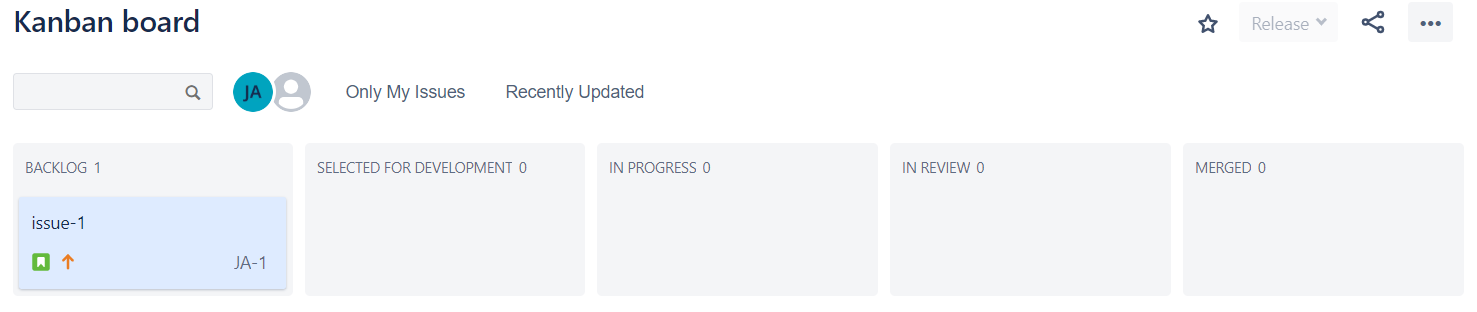 Kanban board
Release
JA
Only My Issues
Recently Updated
BACKLOG 1
SELECTED FOR DEVELOPMENT 0
IN PROGRESS 0
IN REVIEW 0
MERGED 0
issue-1
JA-1